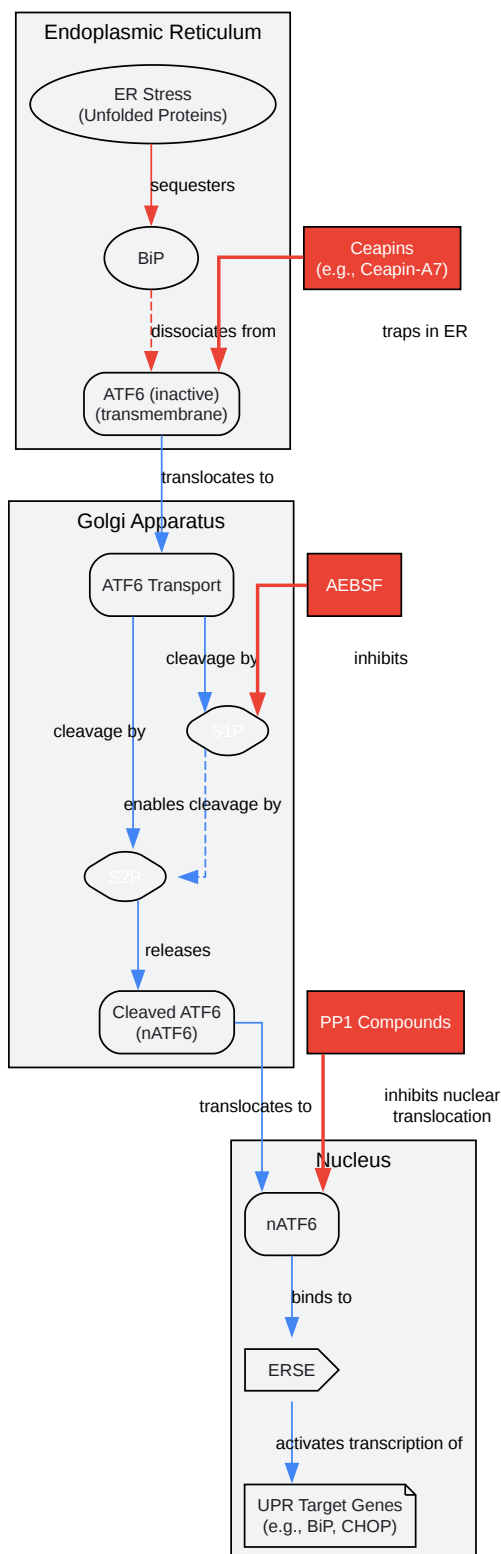 Endoplasmic Reticulum
ER Stress
(Unfolded Proteins)
sequesters
BiP
Ceapins
(e.g., Ceapin-A7)
dissociates from
traps in ER
ATF6 (inactive)
(transmembrane)
translocates to
Golgi Apparatus
ATF6 Transport
AEBSF
cleavage by
inhibits
S1P
cleavage by
enables cleavage by
S2P
releases
Cleaved ATF6
(nATF6)
PP1 Compounds
translocates to
inhibits nuclear
translocation
Nucleus
nATF6
binds to
ERSE
activates transcription of
UPR Target Genes
(e.g., BiP, CHOP)